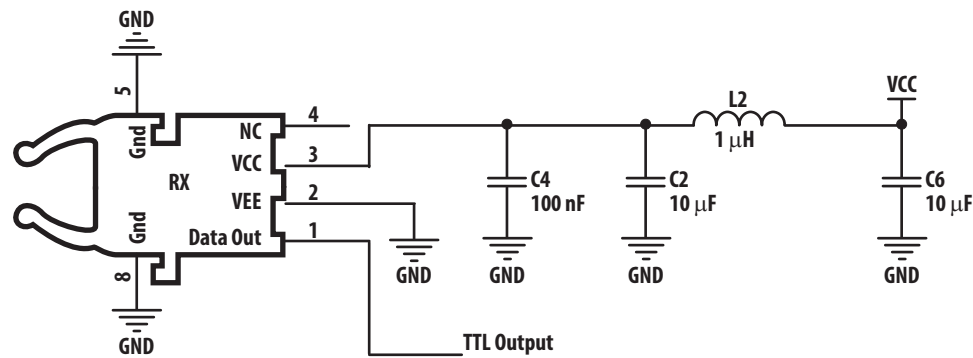 GND
5
Gnd
NC
4
VCC
3
RX
VEE
2
Gnd
Data Out
1
8
GND
GND
TTL Output
L2
1 μH
VCC
C4
100 nF
C2
10 μF
C6
10 μF
GND
GND
GND